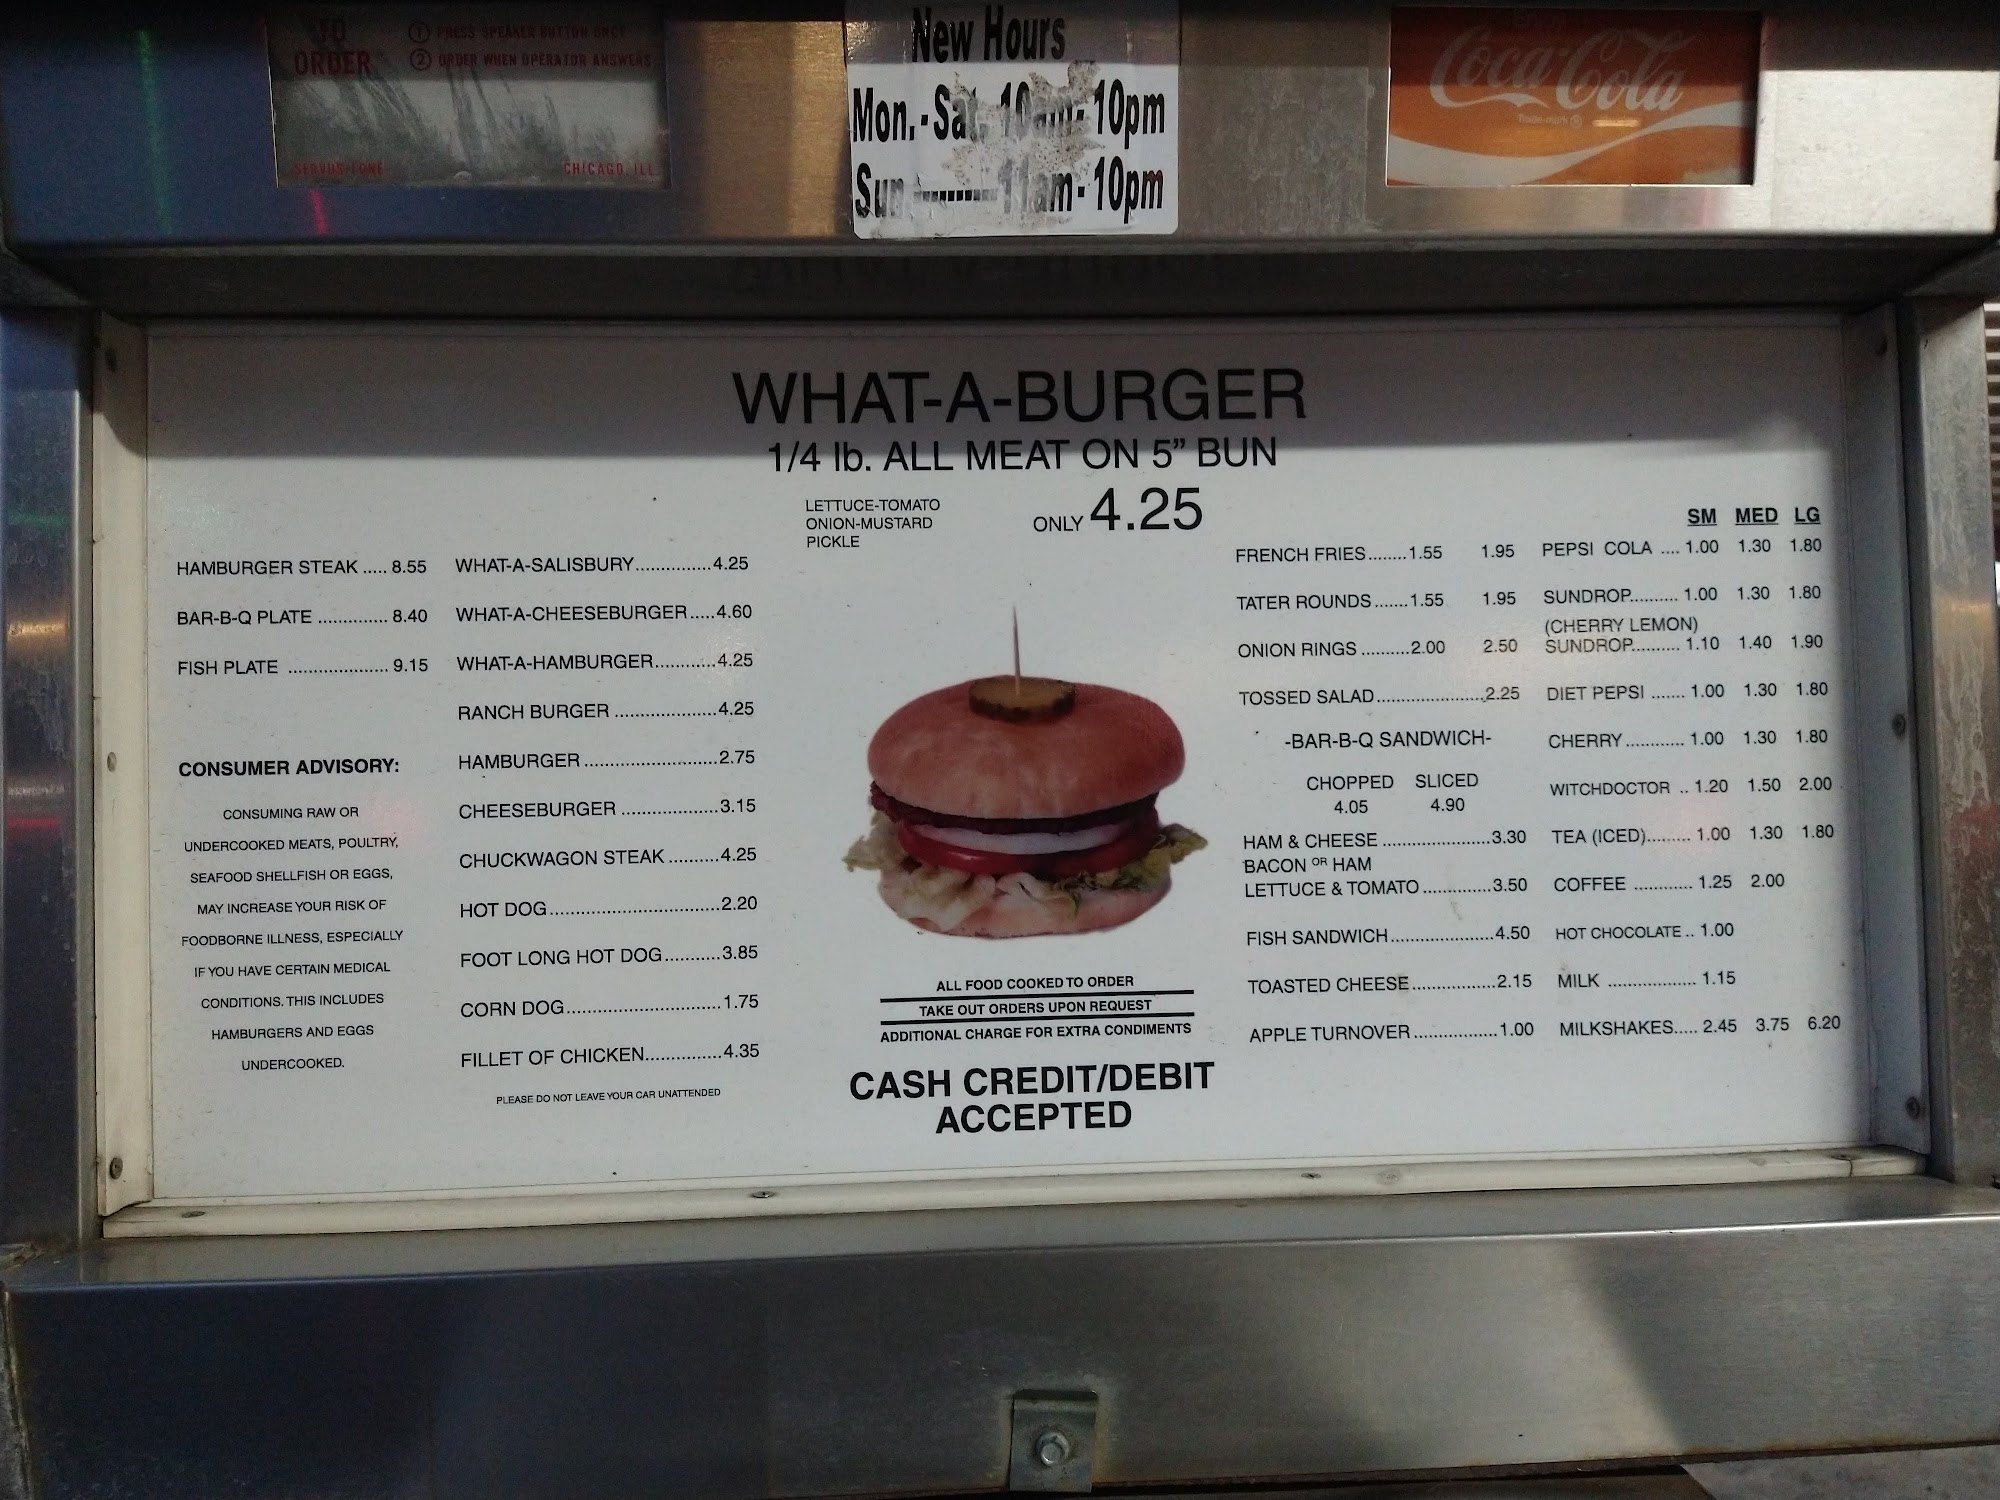 TO
ORDER
① PRESS SPEAKER BUTTON ONCE
② ORDER WHEN OPERATOR ANSWERS
CHICAGO, ILL.
New Hours
Mon.-Sat. 10am-10pm
Sun.--------11am-10pm
Coca-Cola
Trade-mark ®
WHAT-A-BURGER
1/4 lb. ALL MEAT ON 5” BUN
LETTUCE-TOMATO
ONION-MUSTARD
PICKLE
ONLY 4.25
HAMBURGER STEAK ..... 8.55
BAR-B-Q PLATE .............. 8.40
FISH PLATE .................... 9.15
CONSUMER ADVISORY:
CONSUMING RAW OR
UNDERCOOKED MEATS, POULTRY,
SEAFOOD SHELLFISH OR EGGS,
MAY INCREASE YOUR RISK OF
FOODBORNE ILLNESS, ESPECIALLY
IF YOU HAVE CERTAIN MEDICAL
CONDITIONS. THIS INCLUDES
HAMBURGERS AND EGGS
UNDERCOOKED.
WHAT-A-SALISBURY...............4.25
WHAT-A-CHEESEBURGER.....4.60
WHAT-A-HAMBURGER............4.25
RANCH BURGER ....................4.25
HAMBURGER ..........................2.75
CHEESEBURGER ...................3.15
CHUCKWAGON STEAK ..........4.25
HOT DOG..................................2.20
FOOT LONG HOT DOG...........3.85
CORN DOG...............................1.75
FILLET OF CHICKEN...............4.35
PLEASE DO NOT LEAVE YOUR CAR UNATTENDED
ALL FOOD COOKED TO ORDER
TAKE OUT ORDERS UPON REQUEST
ADDITIONAL CHARGE FOR EXTRA CONDIMENTS
CASH CREDIT/DEBIT
ACCEPTED
FRENCH FRIES........1.55 1.95
TATER ROUNDS.......1.55 1.95
ONION RINGS ..........2.00 2.50
TOSSED SALAD......................2.25
-BAR-B-Q SANDWICH-
CHOPPED SLICED
4.05 4.90
HAM & CHEESE ......................3.30
BACON OR HAM
LETTUCE & TOMATO ..............3.50
FISH SANDWICH.....................4.50
TOASTED CHEESE.................2.15
APPLE TURNOVER.................1.00
SM MED LG
PEPSI COLA .... 1.00 1.30 1.80
SUNDROP.......... 1.00 1.30 1.80
(CHERRY LEMON)
SUNDROP.......... 1.10 1.40 1.90
DIET PEPSI ....... 1.00 1.30 1.80
CHERRY ............ 1.00 1.30 1.80
WITCHDOCTOR .. 1.20 1.50 2.00
TEA (ICED)......... 1.00 1.30 1.80
COFFEE ............ 1.25 2.00
HOT CHOCOLATE .. 1.00
MILK .................. 1.15
MILKSHAKES..... 2.45 3.75 6.20